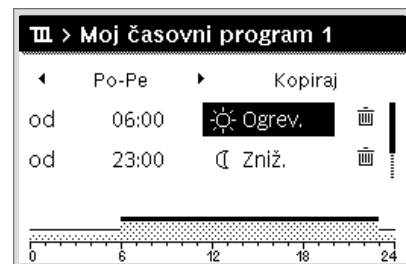 > Moj časovni program 1
Po-Pe Kopiraj
od 06:00 Ogrev.
od 23:00 Zniž.
0 6 12 18 24